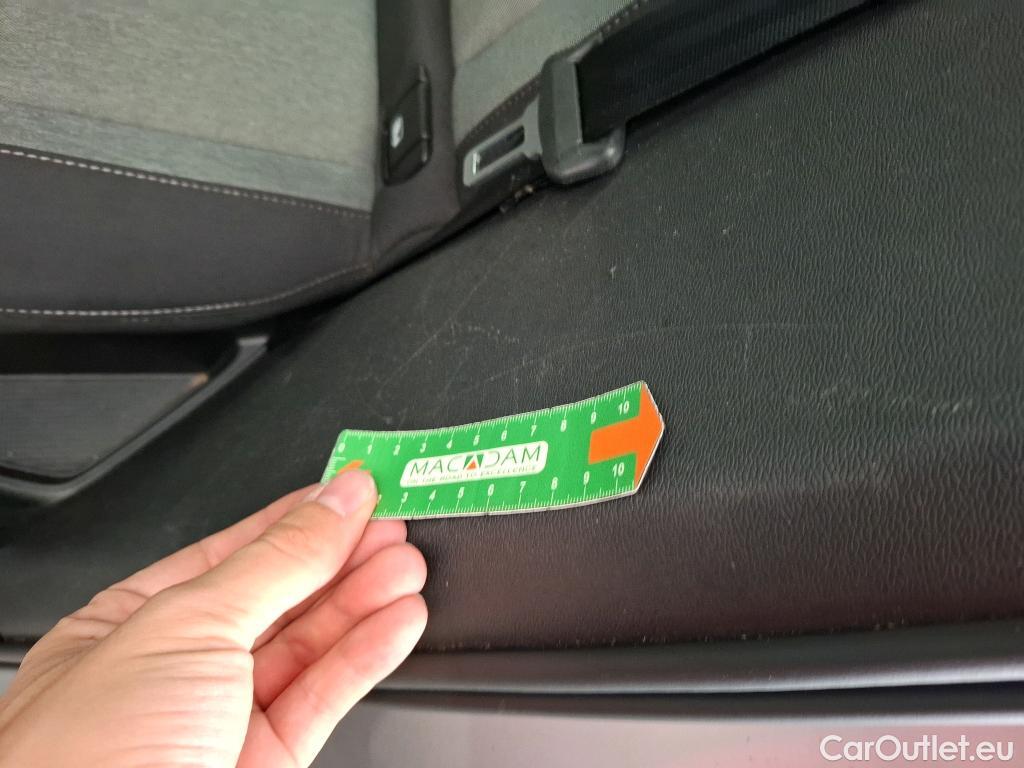 0 1 2 3 4 5 6 7 8 9 10
MACADAM
ON THE ROAD TO EXCELLENCE
3 4 5 6 7 8 9 10
CarOutlet.eu